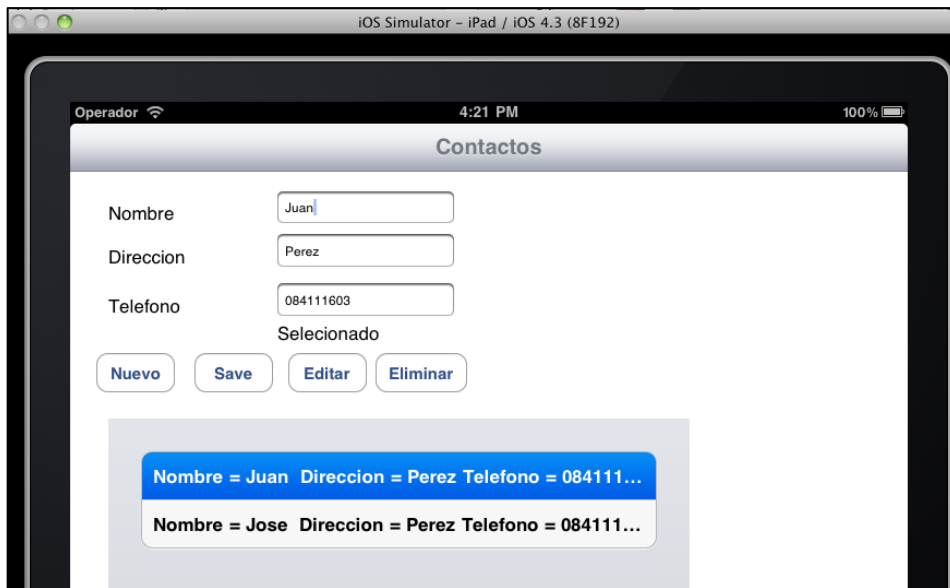 iOS Simulator – iPad / iOS 4.3 (8F192)
Operador 4:21 PM 100%
Contactos
Nombre Juan
Direccion Perez
Telefono 084111603
Selecionado
Nuevo Save Editar Eliminar
Nombre = Juan Direccion = Perez Telefono = 084111...
Nombre = Jose Direccion = Perez Telefono = 084111...